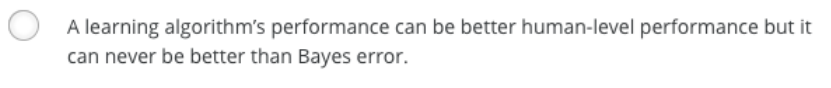 A learning algorithm's performance can be better human-level performance but it
can never be better than Bayes error.